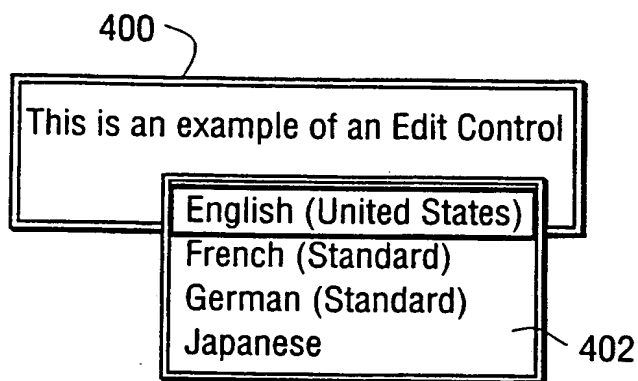 400
This is an example of an Edit Control
English (United States)
French (Standard)
German (Standard)
Japanese
402